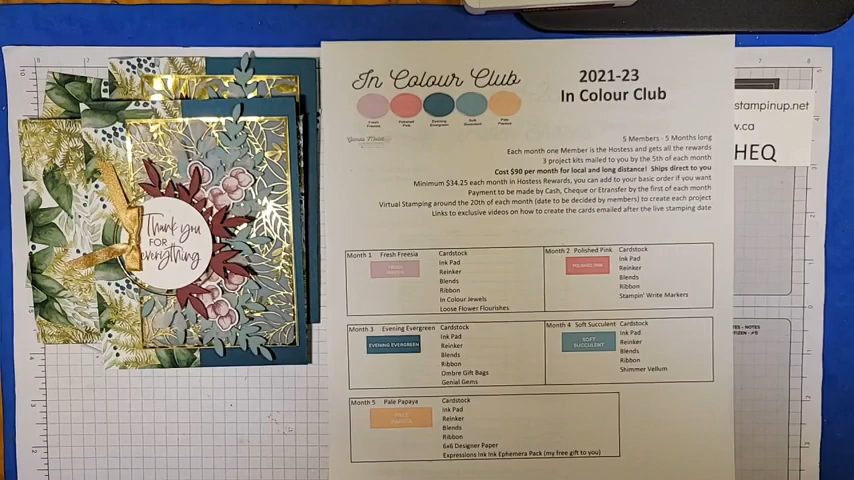 In Colour Club
Fresh Freesia
Polished Pink
Evening Evergreen
Soft Succulent
Pale Papaya
2021-23
In Colour Club
5 Members - 5 Months long
Each month one Member is the Hostess and gets all the rewards
3 project kits mailed to you by the 5th of each month
Cost $90 per month for local and long distance! Ships direct to you
Minimum $34.25 each month in Hostess Rewards, you can add to your basic order if you want
Payment to be made by Cash, Cheque or Etransfer by the first of each month
Virtual Stamping around the 20th of each month (date to be decided by members) to create each project
Links to exclusive videos on how to create the cards emailed after the live stamping date
Month 1 Fresh Freesia
FRESH FREESIA
Cardstock
Ink Pad
Reinker
Blends
Ribbon
In Colour Jewels
Loose Flower Flourishes
Month 2 Polished Pink
POLISHED PINK
Cardstock
Ink Pad
Reinker
Blends
Ribbon
Stampin' Write Markers
Month 3 Evening Evergreen
EVENING EVERGREEN
Cardstock
Ink Pad
Reinker
Blends
Ribbon
Ombre Gift Bags
Genial Gems
Month 4 Soft Succulent
SOFT
SUCCULENT
Cardstock
Ink Pad
Reinker
Blends
Ribbon
Shimmer Vellum
Month 5 Pale Papaya
PALE
PAPAYA
Cardstock
Ink Pad
Reinker
Blends
Ribbon
6x6 Designer Paper
Expressions Ink Ink Ephemera Pack (my free gift to you)
Thank you
FOR
everything
stampinup.net
w.ca
HEQ